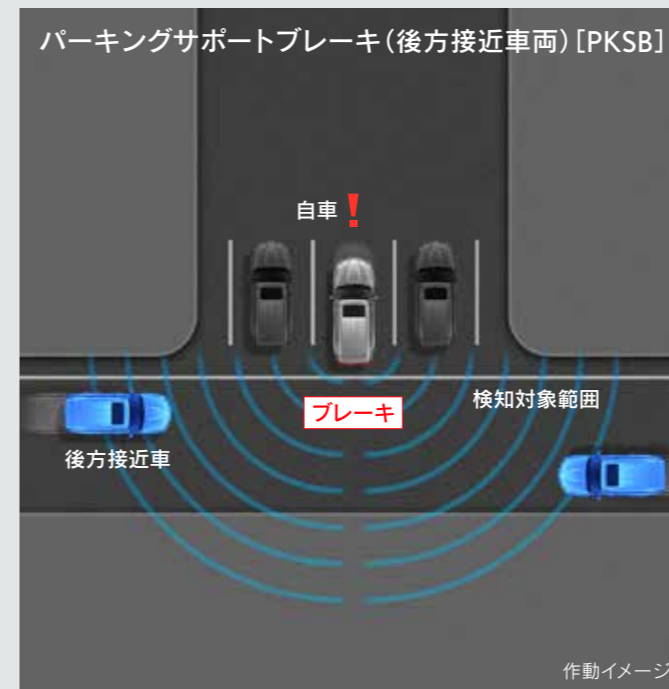 パーキングサポートブレーキ（後方接近車両）［PKSB］
自車
ブレーキ
検知対象範囲
後方接近車
作動イメージ